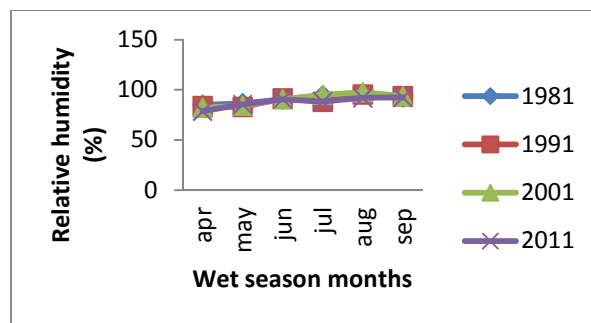 Relative humidity
(%)
150
100
50
0
apr
may
jun
jul
aug
sep
Wet season months
1981
1991
2001
2011